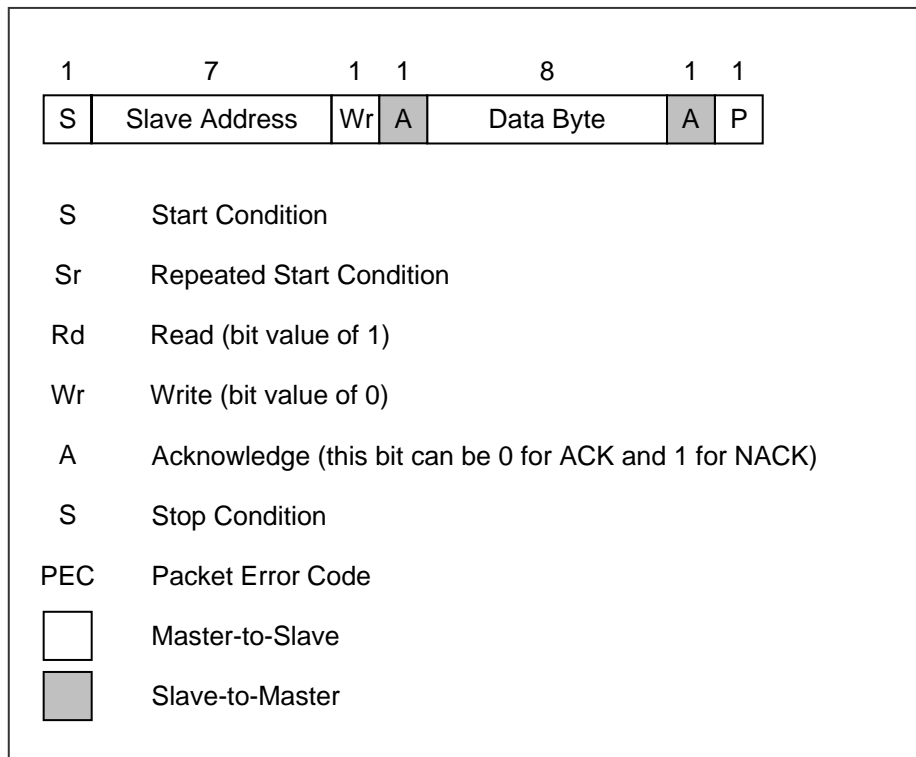 1 7 1 1 8 1 1
S Slave Address Wr A Data Byte A P
S Start Condition
Sr Repeated Start Condition
Rd Read (bit value of 1)
Wr Write (bit value of 0)
A Acknowledge (this bit can be 0 for ACK and 1 for NACK)
S Stop Condition
PEC Packet Error Code
Master-to-Slave
Slave-to-Master